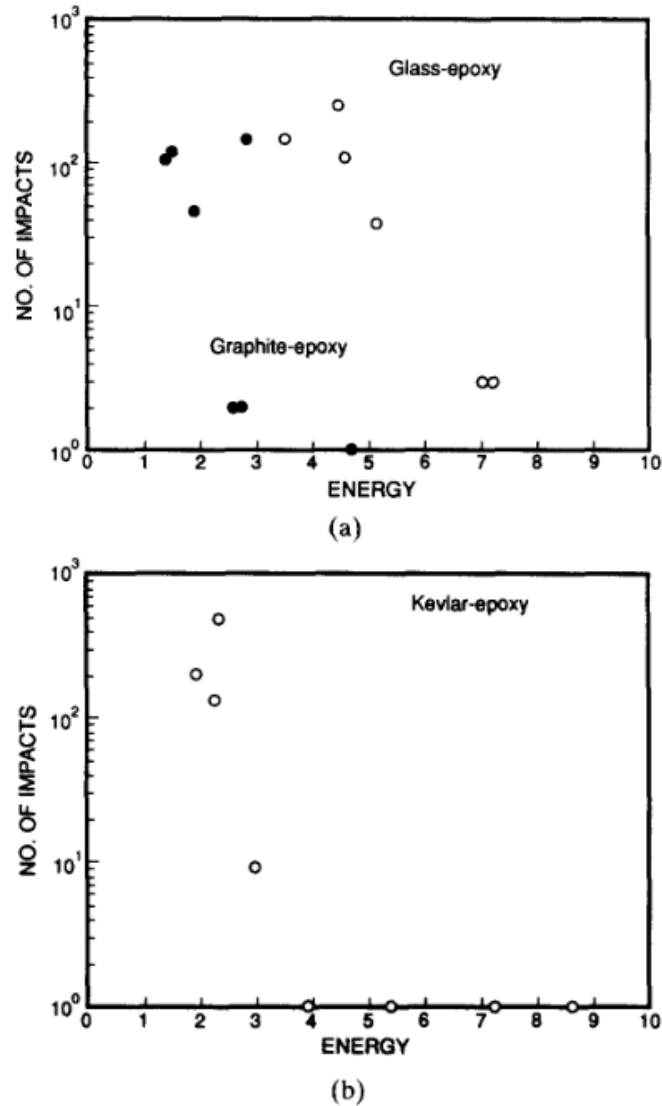 10³
Glass-epoxy
10²
NO. OF IMPACTS
10¹
Graphite-epoxy
10⁰
0 1 2 3 4 5 6 7 8 9 10
ENERGY
(a)
10³
Kevlar-epoxy
10²
NO. OF IMPACTS
10¹
10⁰
0 1 2 3 4 5 6 7 8 9 10
ENERGY
(b)